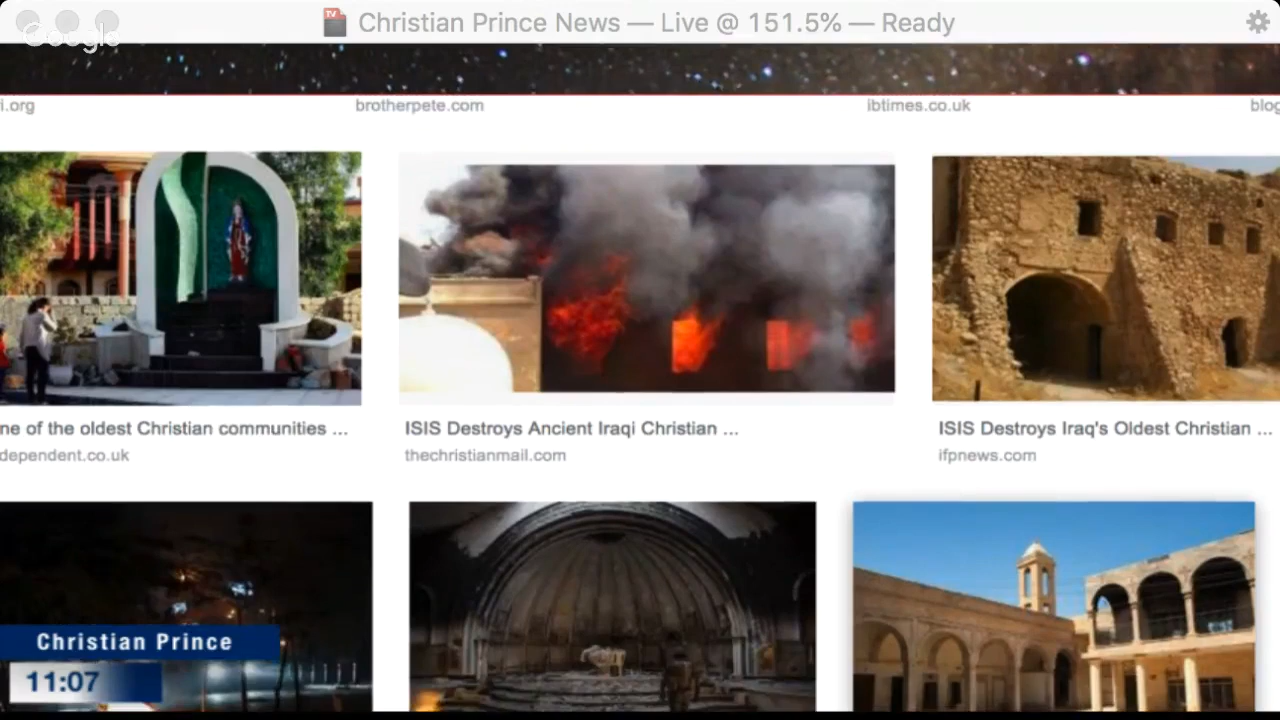 Christian Prince News — Live @ 151.5% — Ready
Google
i.org
brotherpete.com
ibtimes.co.uk
blog
ne of the oldest Christian communities ...
dependent.co.uk
ISIS Destroys Ancient Iraqi Christian ...
thechristianmail.com
ISIS Destroys Iraq's Oldest Christian ...
ifpnews.com
Christian Prince
11:07